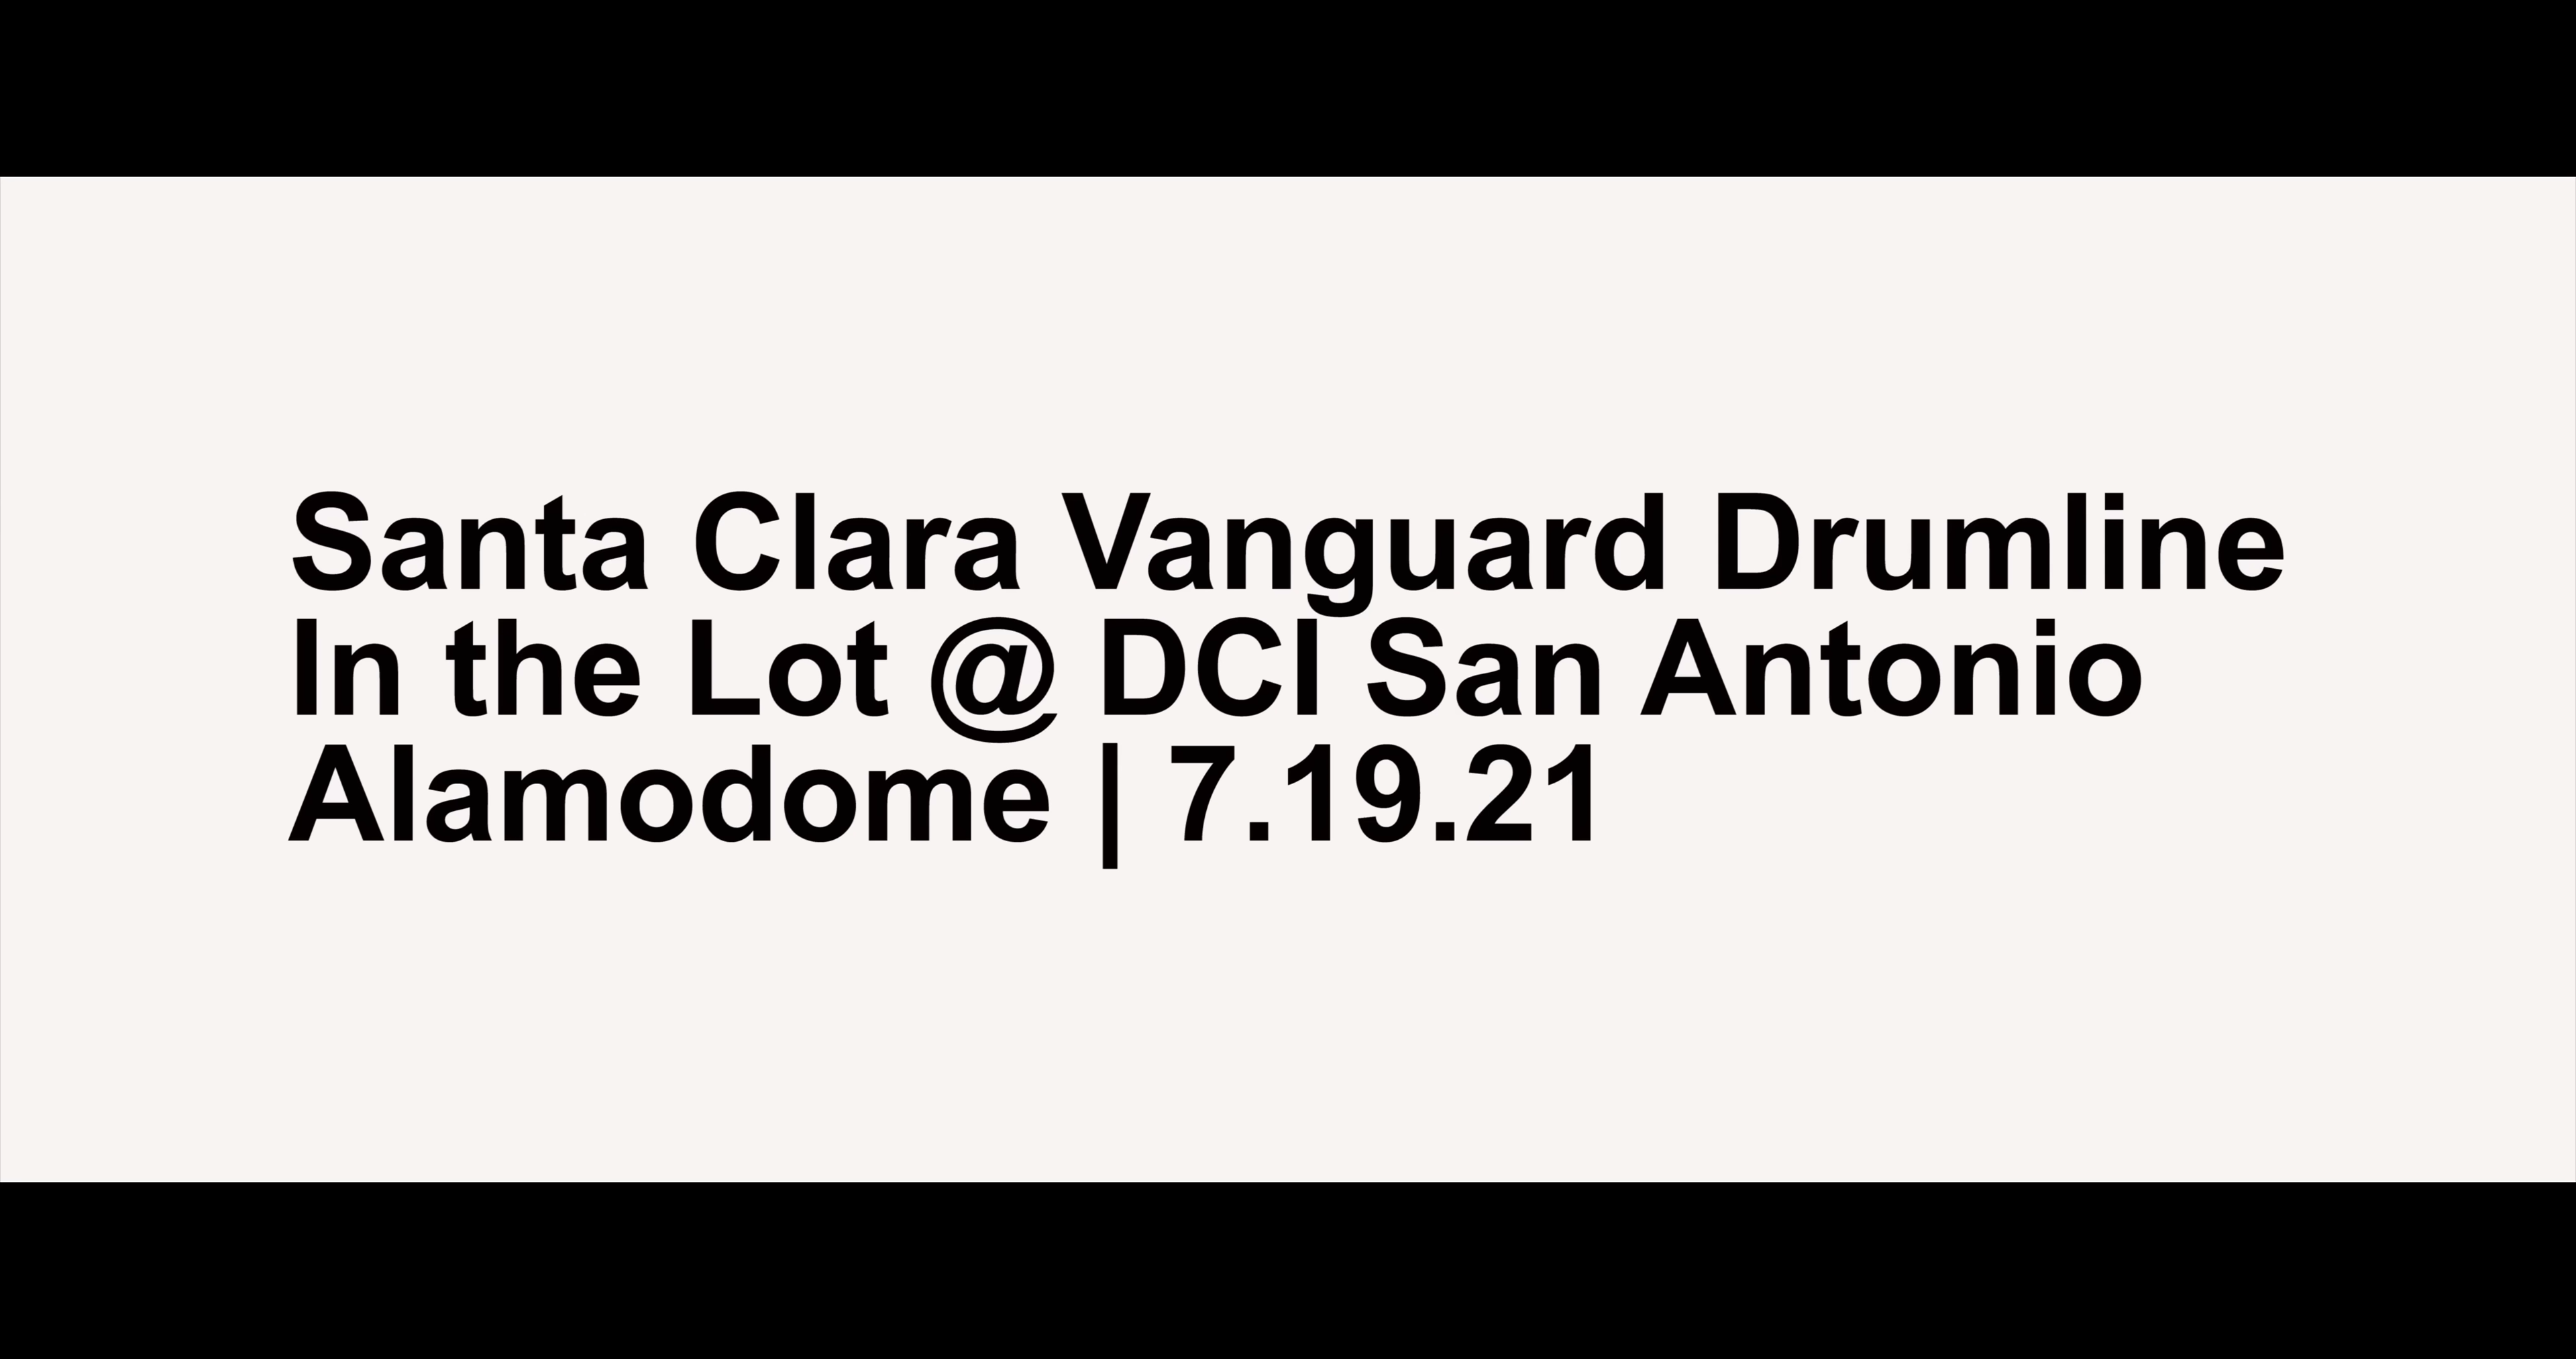 Santa Clara Vanguard Drumline
In the Lot @ DCI San Antonio
Alamodome | 7.19.21